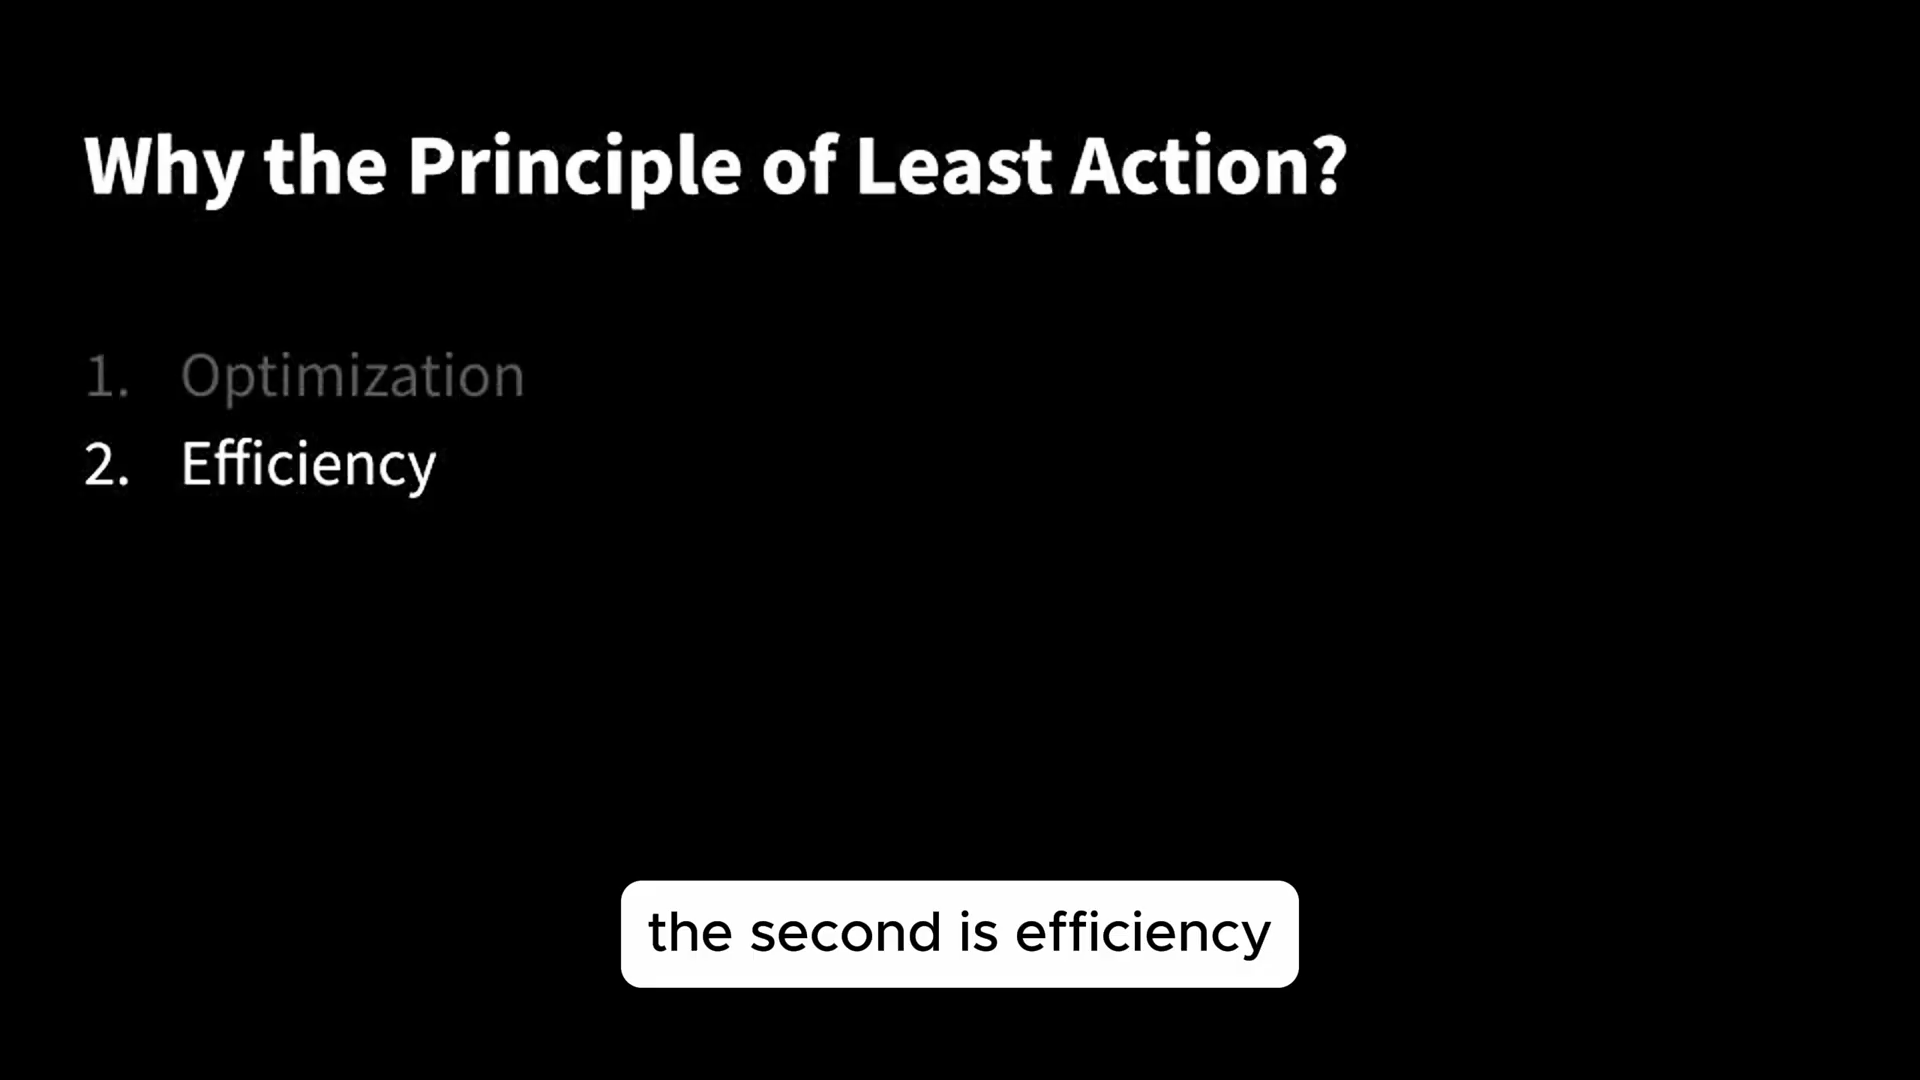 Why the Principle of Least Action?
1. Optimization
2. Efficiency
the second is efficiency